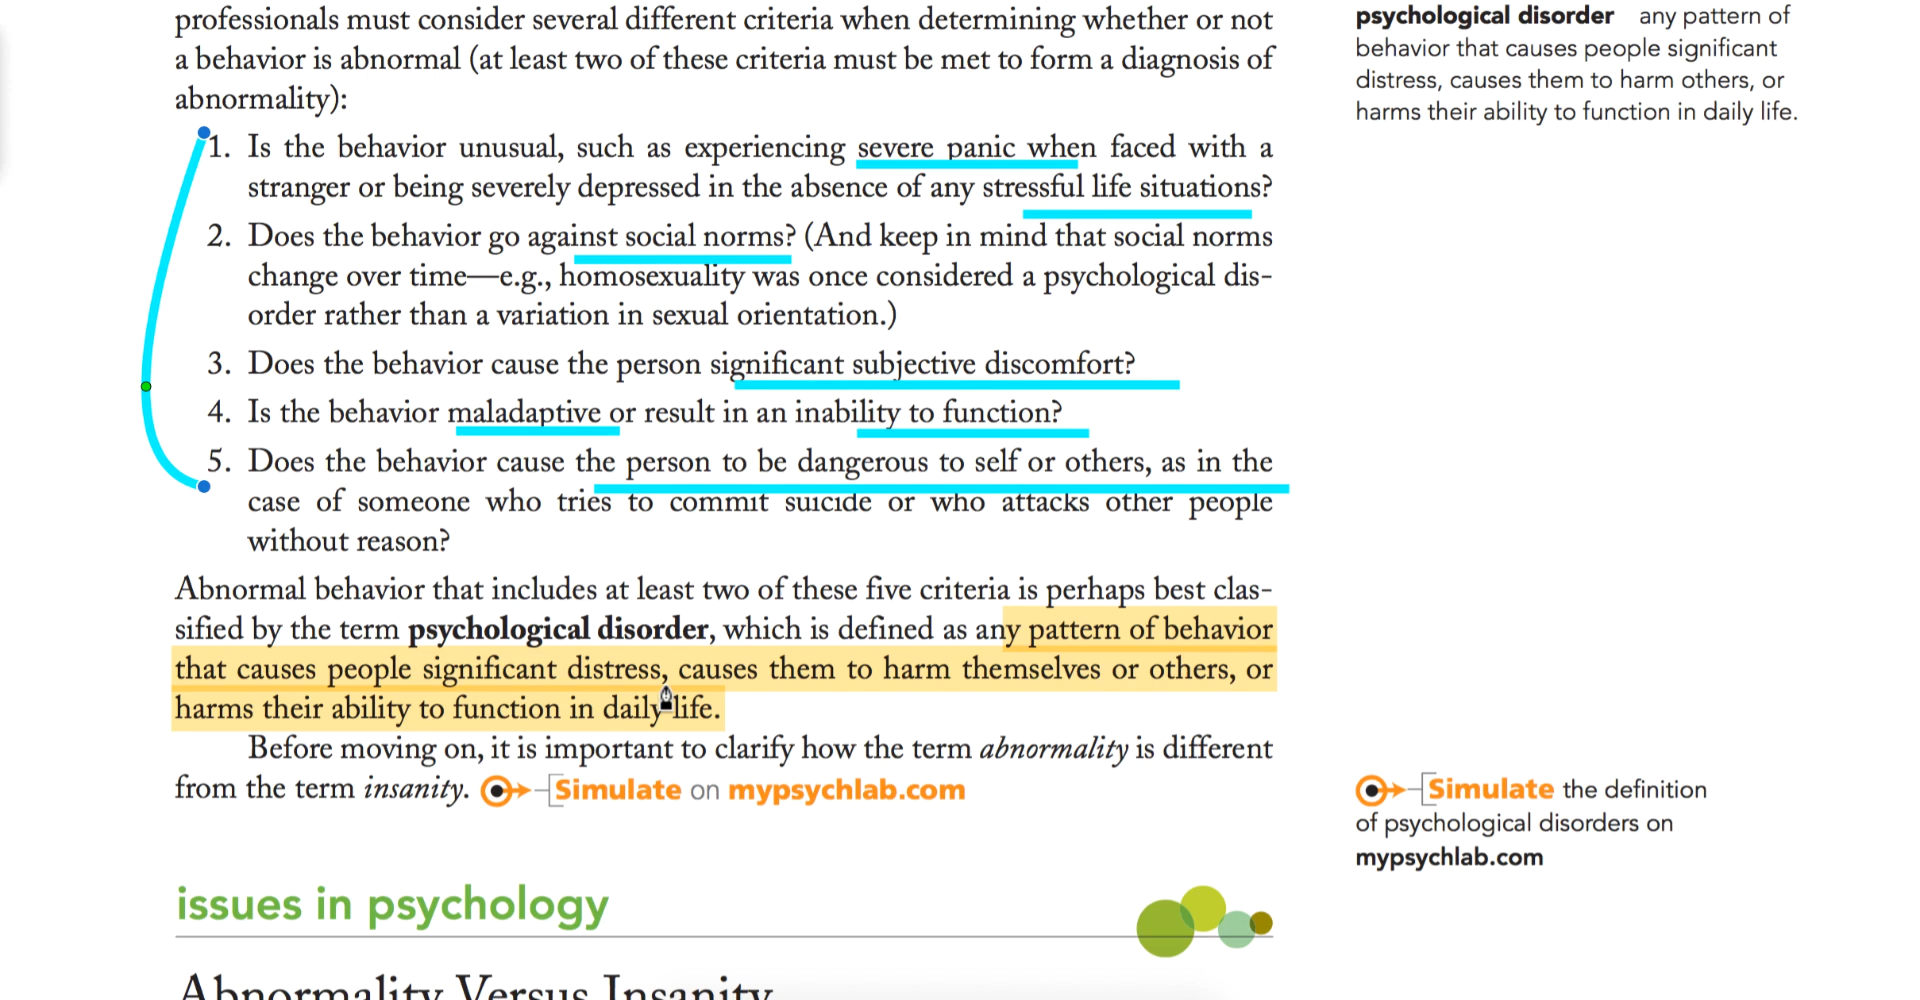 professionals must consider several different criteria when determining whether or not
a behavior is abnormal (at least two of these criteria must be met to form a diagnosis of
abnormality):
1. Is the behavior unusual, such as experiencing severe panic when faced with a
stranger or being severely depressed in the absence of any stressful life situations?
2. Does the behavior go against social norms? (And keep in mind that social norms
change over time—e.g., homosexuality was once considered a psychological dis-
order rather than a variation in sexual orientation.)
3. Does the behavior cause the person significant subjective discomfort?
4. Is the behavior maladaptive or result in an inability to function?
5. Does the behavior cause the person to be dangerous to self or others, as in the
case of someone who tries to commit suicide or who attacks other people
without reason?
Abnormal behavior that includes at least two of these five criteria is perhaps best clas-
sified by the term psychological disorder, which is defined as any pattern of behavior
that causes people significant distress, causes them to harm themselves or others, or
harms their ability to function in daily life.
Before moving on, it is important to clarify how the term abnormality is different
from the term insanity. Simulate on mypsychlab.com
issues in psychology
Abnormality Versus Insanity
psychological disorder any pattern of
behavior that causes people significant
distress, causes them to harm others, or
harms their ability to function in daily life.
Simulate the definition
of psychological disorders on
mypsychlab.com